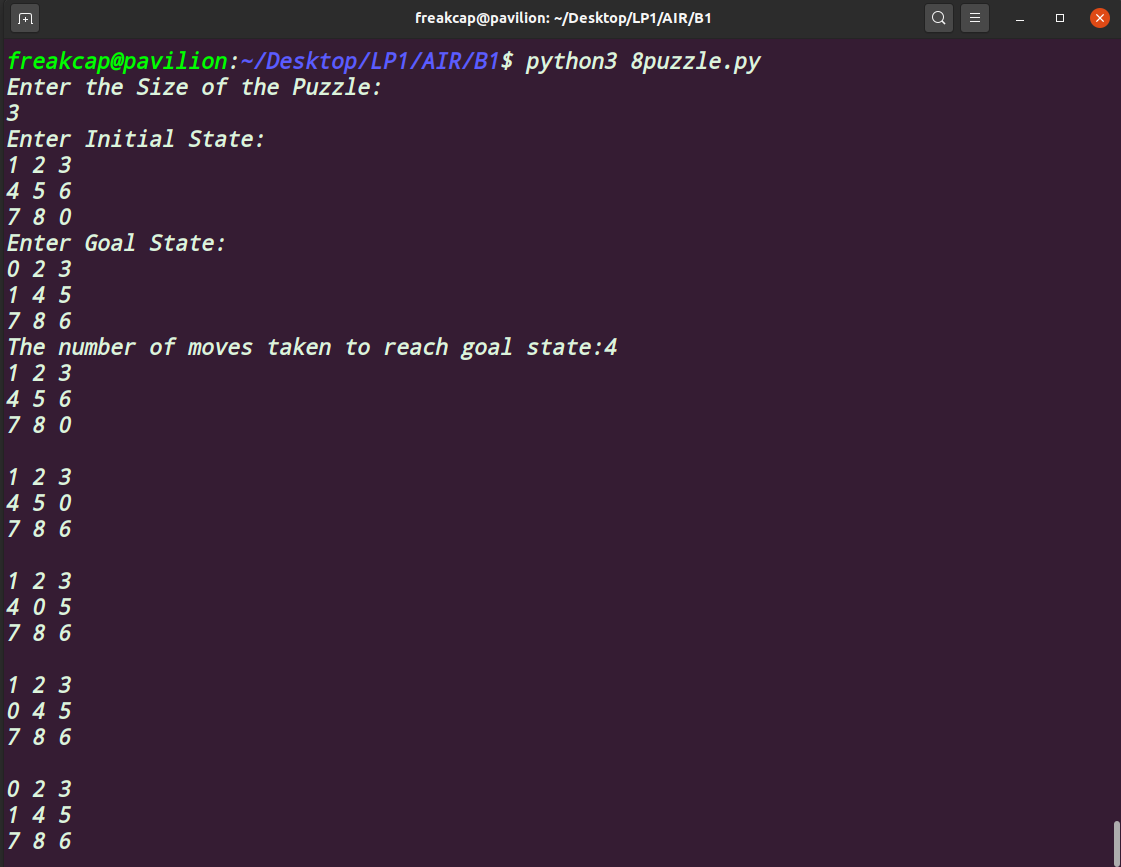 freakcap@pavilion: ~/Desktop/LP1/AIR/B1
freakcap@pavilion:~/Desktop/LP1/AIR/B1$ python3 8puzzle.py
Enter the Size of the Puzzle:
3
Enter Initial State:
1 2 3
4 5 6
7 8 0
Enter Goal State:
0 2 3
1 4 5
7 8 6
The number of moves taken to reach goal state:4
1 2 3
4 5 6
7 8 0
1 2 3
4 5 0
7 8 6
1 2 3
4 0 5
7 8 6
1 2 3
0 4 5
7 8 6
0 2 3
1 4 5
7 8 6